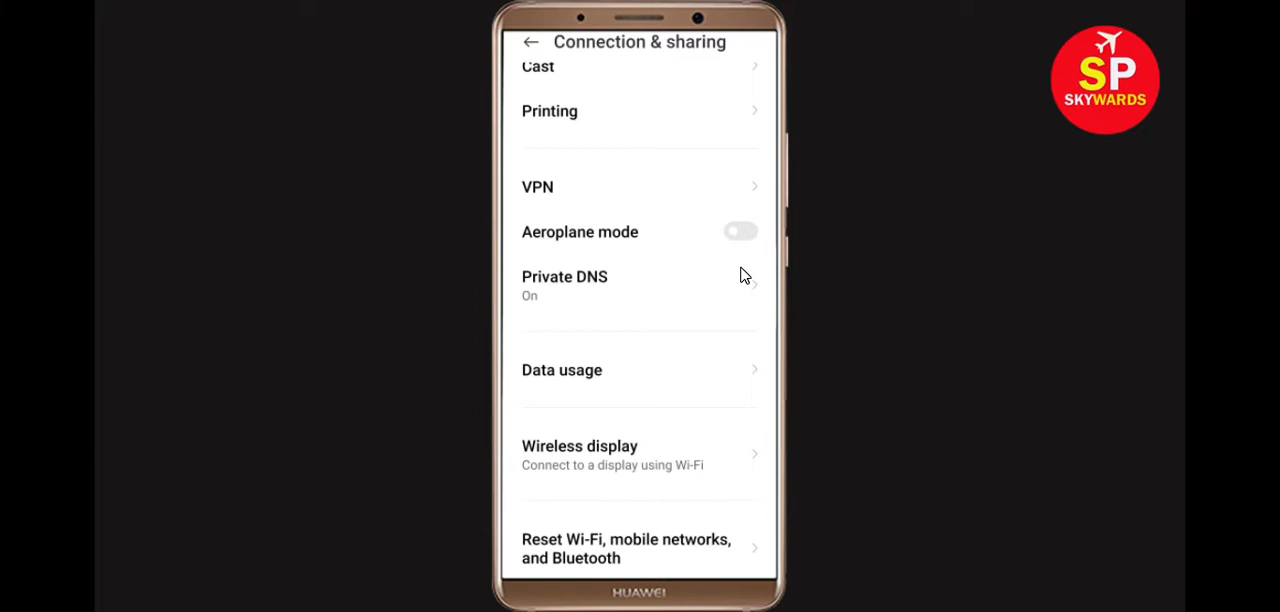 Connection & sharing
Cast
Printing
VPN
Aeroplane mode
Private DNS
On
Data usage
Wireless display
Connect to a display using Wi-Fi
Reset Wi-Fi, mobile networks,
and Bluetooth
HUAWEI
SP
SKYWARDS